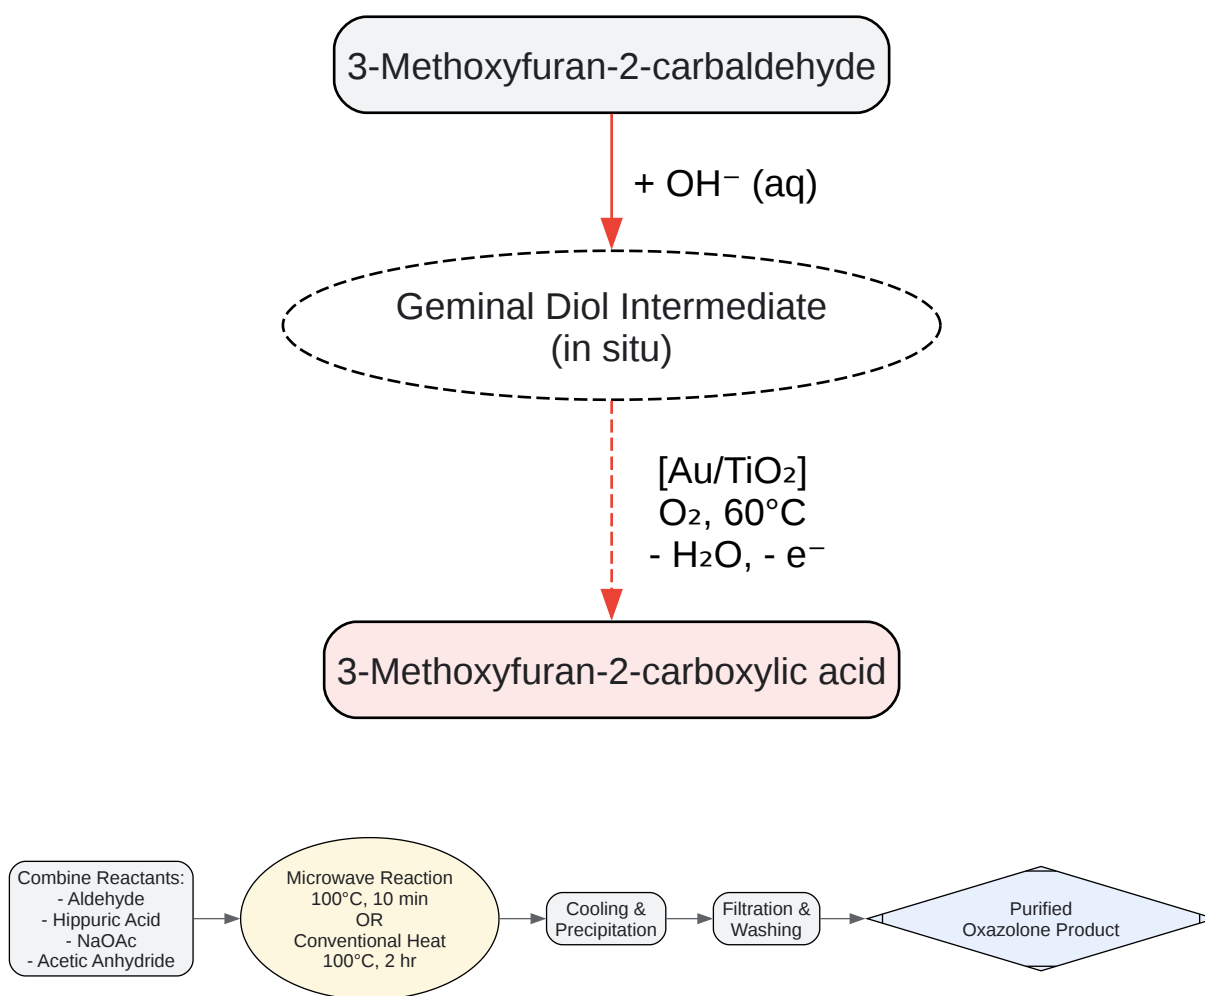 3-Methoxyfuran-2-carbaldehyde
+ OH⁻ (aq)
Geminal Diol Intermediate
(in situ)
[Au/TiO₂]
O₂, 60°C
- H₂O, - e⁻
3-Methoxyfuran-2-carboxylic acid
Combine Reactants:
- Aldehyde
- Hippuric Acid
- NaOAc
- Acetic Anhydride
Microwave Reaction
100°C, 10 min
OR
Conventional Heat
100°C, 2 hr
Cooling &
Precipitation
Filtration &
Washing
Purified
Oxazolone Product